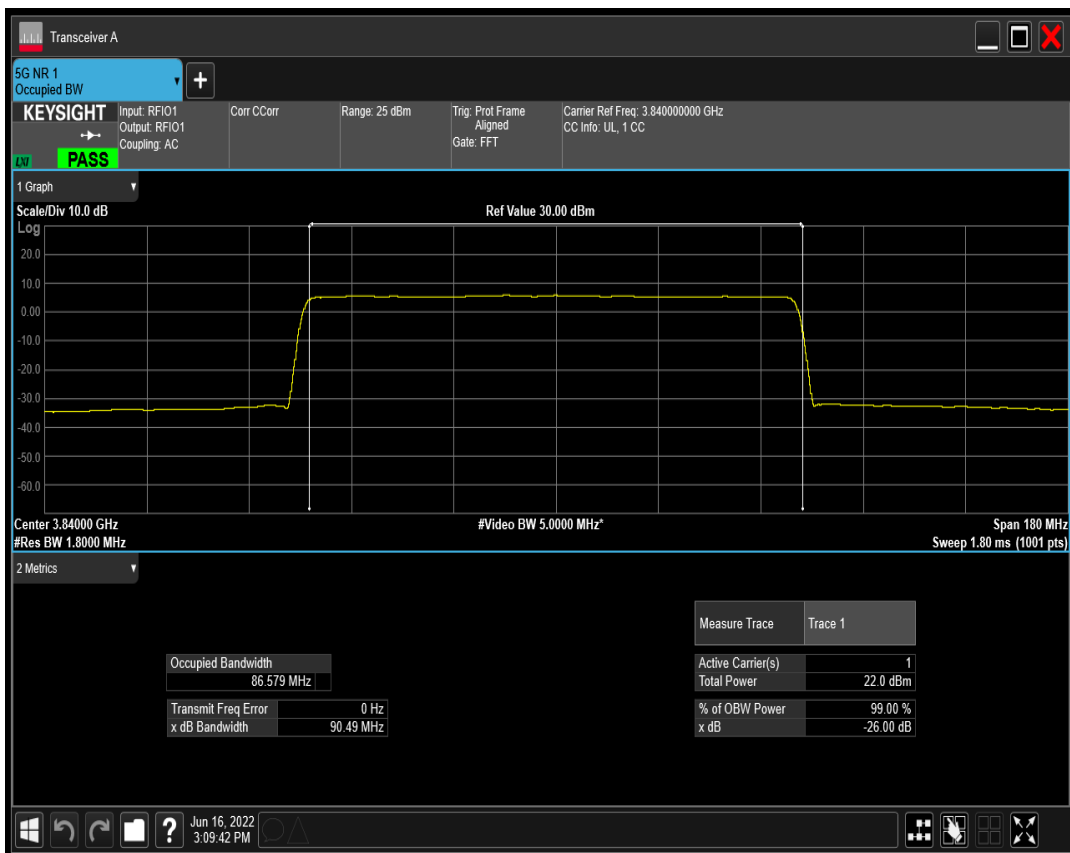 Transceiver A
5G NR 1
Occupied BW
+
KEYSIGHT
LXI
PASS
Input: RFIO1
Output: RFIO1
Coupling: AC
Corr CCorr
Range: 25 dBm
Trig: Prot Frame
Aligned
Gate: FFT
Carrier Ref Freq: 3.840000000 GHz
CC Info: UL, 1 CC
1 Graph
Scale/Div 10.0 dB
Ref Value 30.00 dBm
Log
20.0
10.0
0.00
-10.0
-20.0
-30.0
-40.0
-50.0
-60.0
Center 3.84000 GHz
#Video BW 5.0000 MHz*
Span 180 MHz
#Res BW 1.8000 MHz
Sweep 1.80 ms (1001 pts)
2 Metrics
Measure Trace Trace 1
Occupied Bandwidth
86.579 MHz
Active Carrier(s) 1
Total Power 22.0 dBm
Transmit Freq Error 0 Hz
x dB Bandwidth 90.49 MHz
% of OBW Power 99.00 %
x dB -26.00 dB
?
Jun 16, 2022
3:09:42 PM